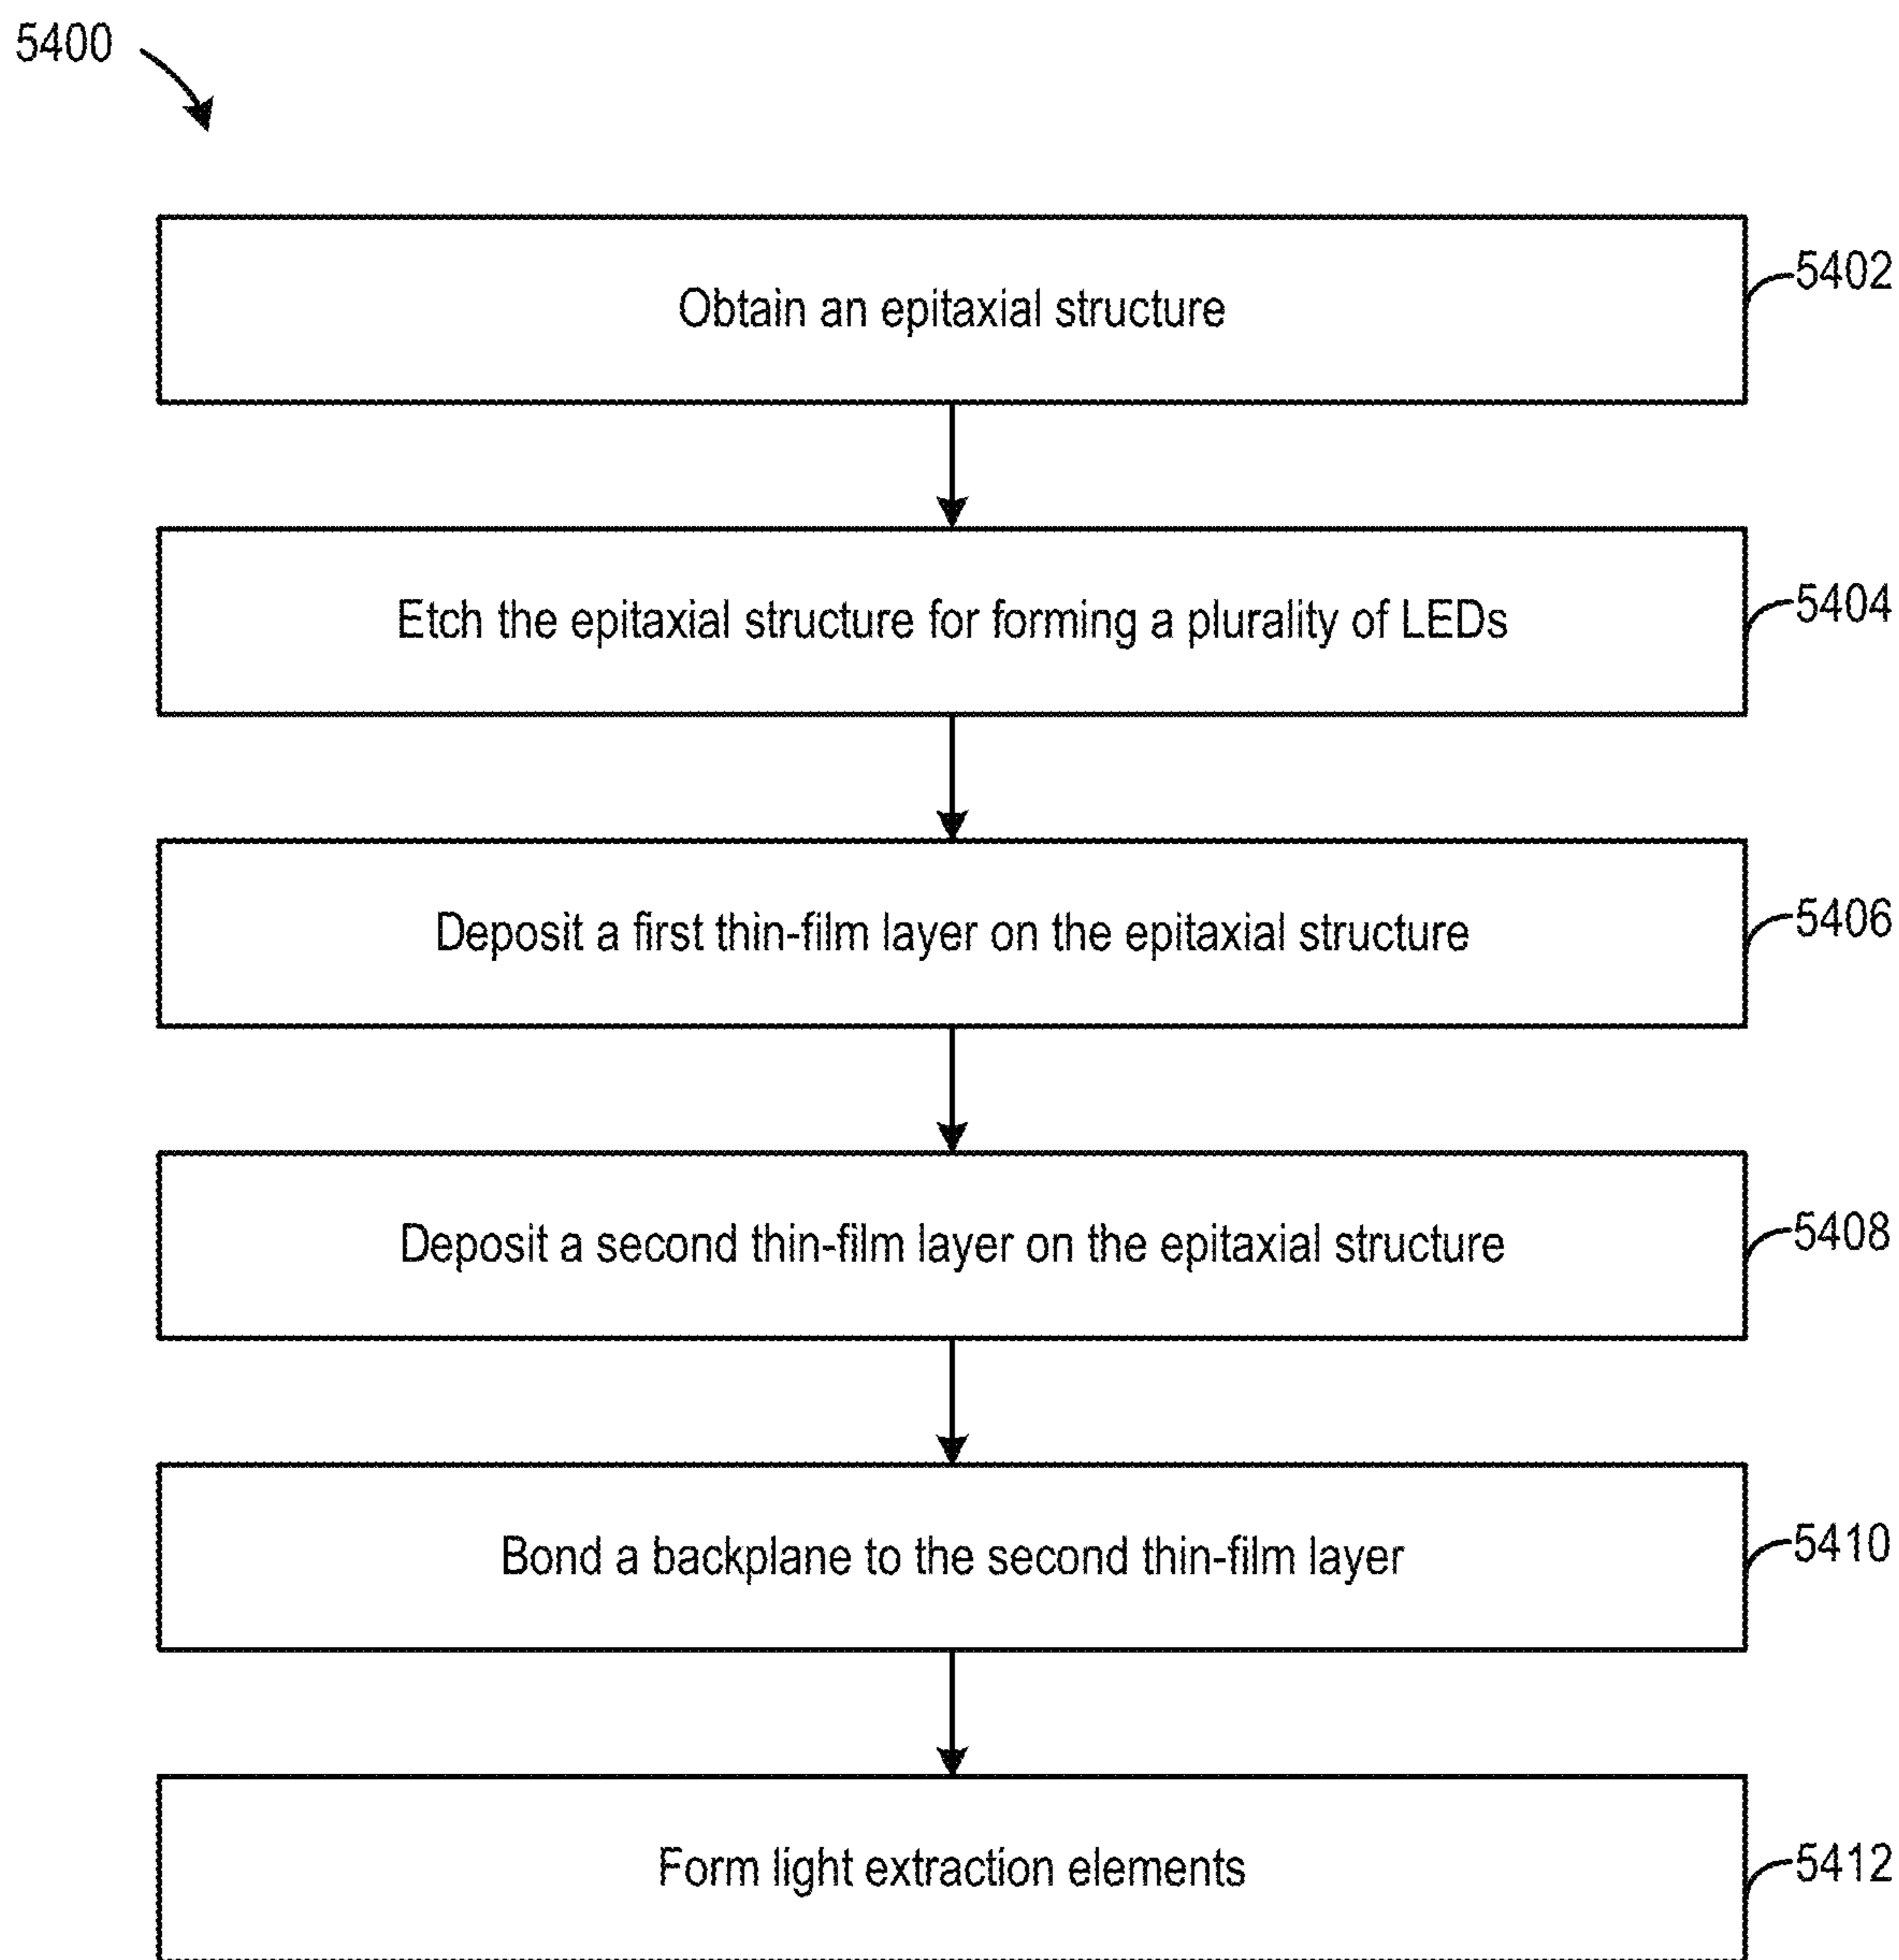 5400
Obtain an epitaxial structure
5402
Etch the epitaxial structure for forming a plurality of LEDs
5404
Deposit a first thin-film layer on the epitaxial structure
5406
Deposit a second thin-film layer on the epitaxial structure
5408
Bond a backplane to the second thin-film layer
5410
Form light extraction elements
5412